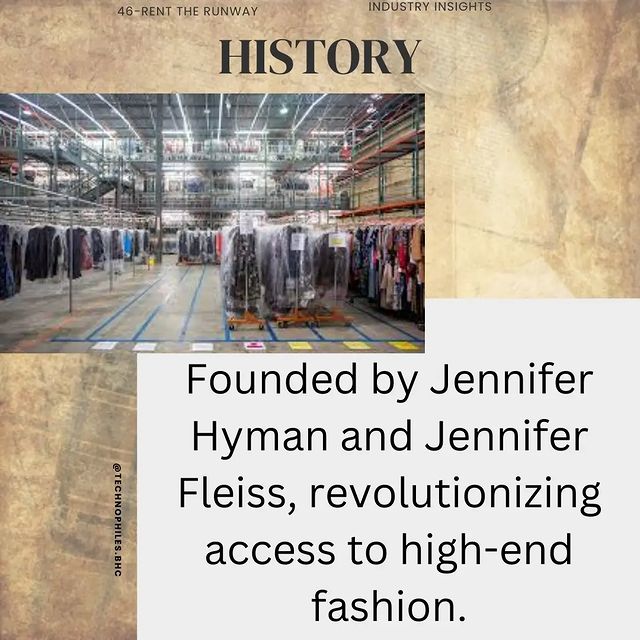 46-RENT THE RUNWAY
INDUSTRY INSIGHTS
HISTORY
Founded by Jennifer
Hyman and Jennifer
Fleiss, revolutionizing
access to high-end
fashion.
@TECHNOPHILES.BHC